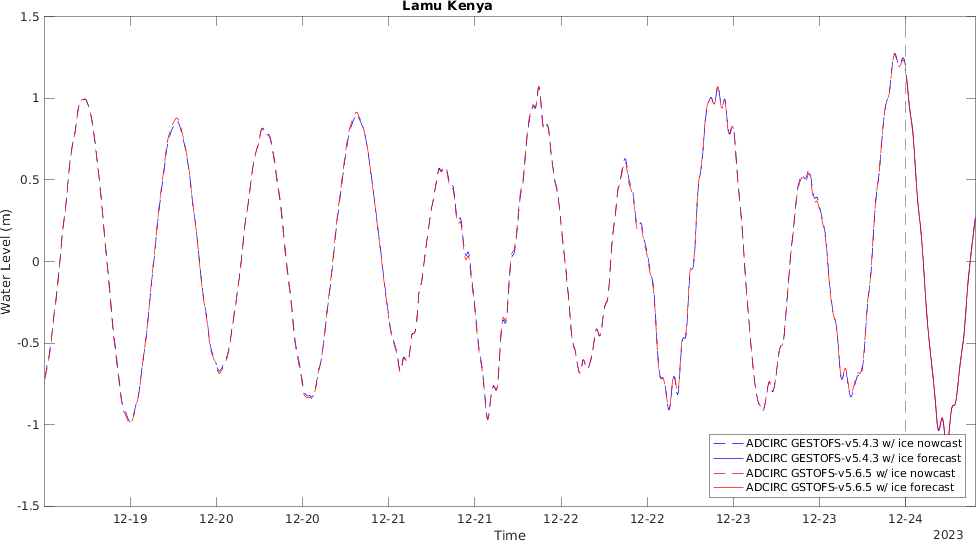 Lamu Kenya
1.5
1
0.5
0
-0.5
-1
-1.5
Water Level (m)
ADCIRC GESTOFS-v5.4.3 w/ ice nowcast
ADCIRC GESTOFS-v5.4.3 w/ ice forecast
ADCIRC GSTOFS-v5.6.5 w/ ice nowcast
ADCIRC GSTOFS-v5.6.5 w/ ice forecast
12-19 12-20 12-20 12-21 12-21 12-22 12-22 12-23 12-23 12-24
Time
2023